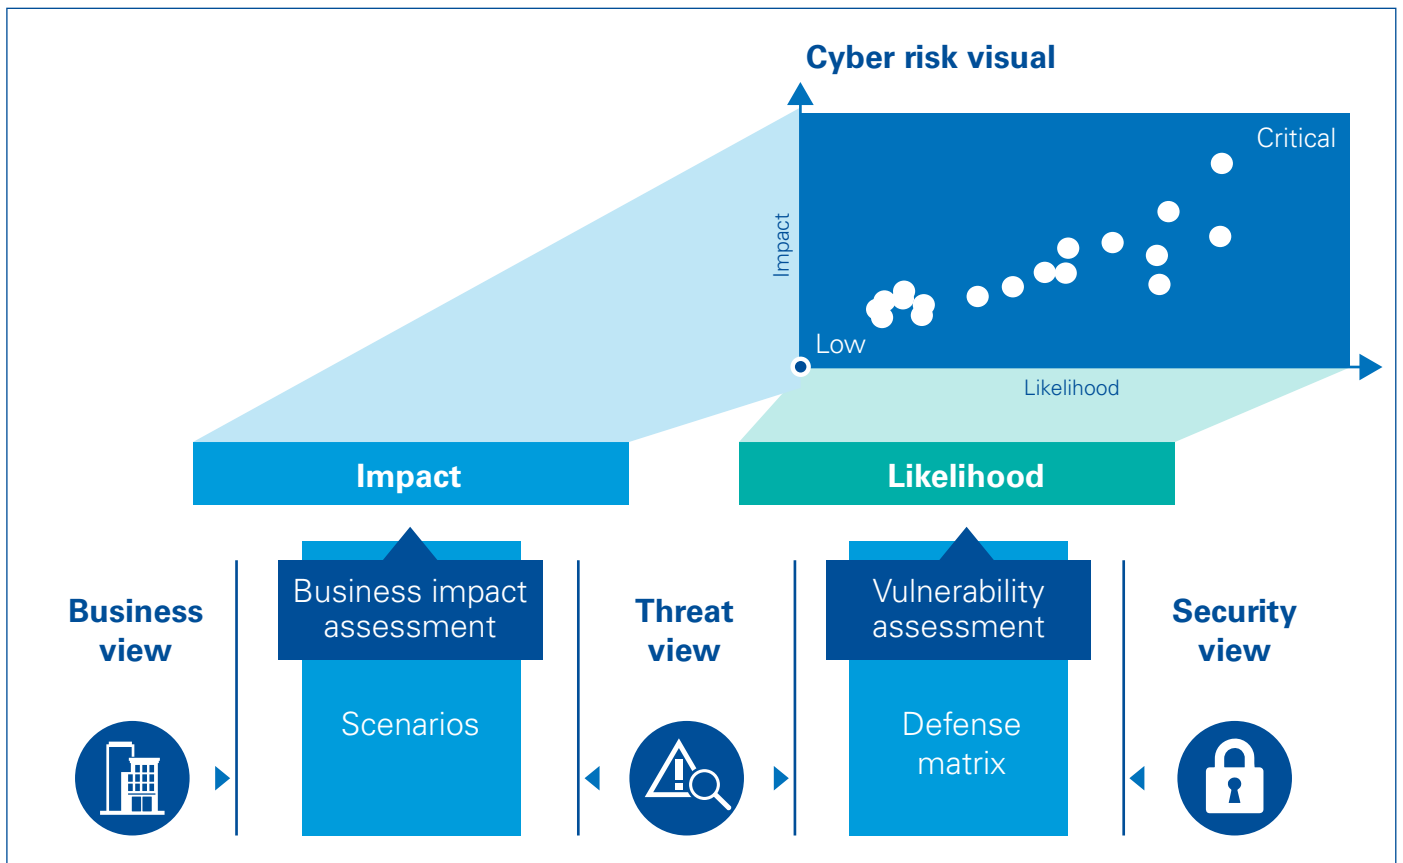 Cyber risk visual
Critical
Impact
Low
Likelihood
Impact
Likelihood
Business
view
Business impact
assessment
Scenarios
Threat
view
Vulnerability
assessment
Defense
matrix
Security
view